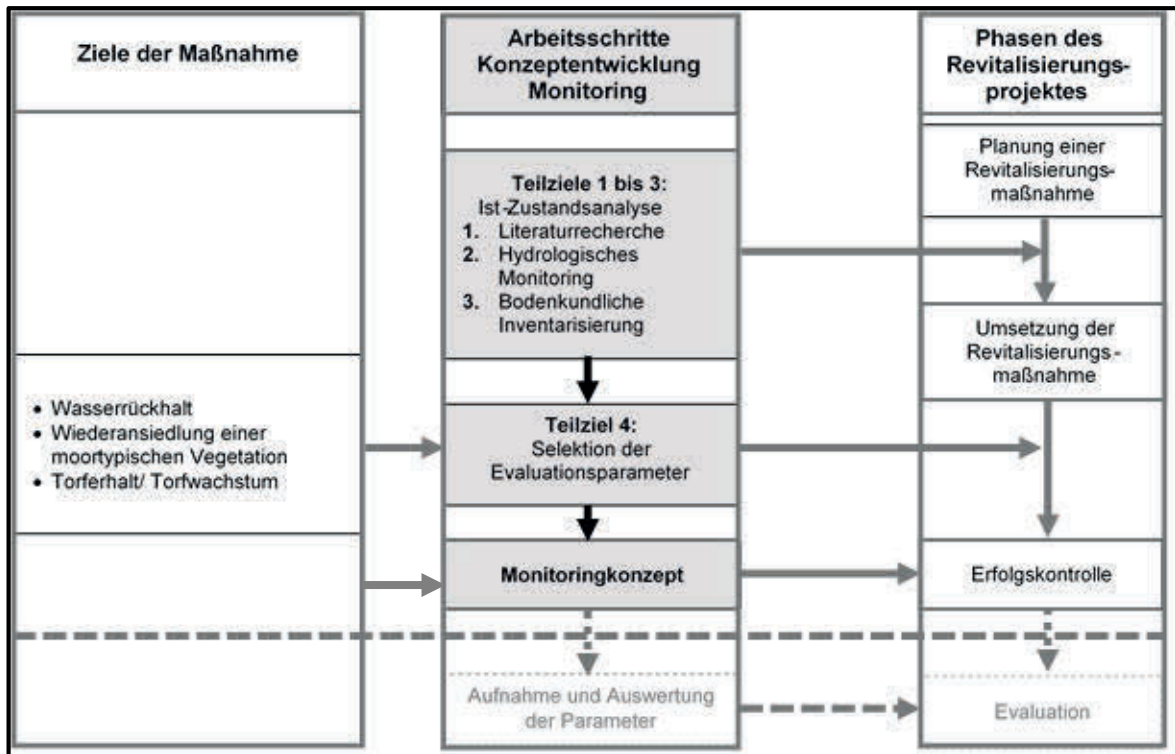 Ziele der Maßnahme
• Wasserrückhalt
• Wiederansiedlung einer
moortypischen Vegetation
• Torferhalt/ Torfwachstum
Arbeitsschritte
Konzeptentwicklung
Monitoring
Teilziele 1 bis 3:
Ist-Zustandsanalyse
1. Literaturrecherche
2. Hydrologisches
Monitoring
3. Bodenkundliche
Inventarisierung
Teilziel 4:
Selektion der
Evaluationsparameter
Monitoringkonzept
Aufnahme und Auswertung
der Parameter
Phasen des
Revitalisierungs-
projektes
Planung einer
Revitalisierungs-
maßnahme
Umsetzung der
Revitalisierungs-
maßnahme
Erfolgskontrolle
Evaluation